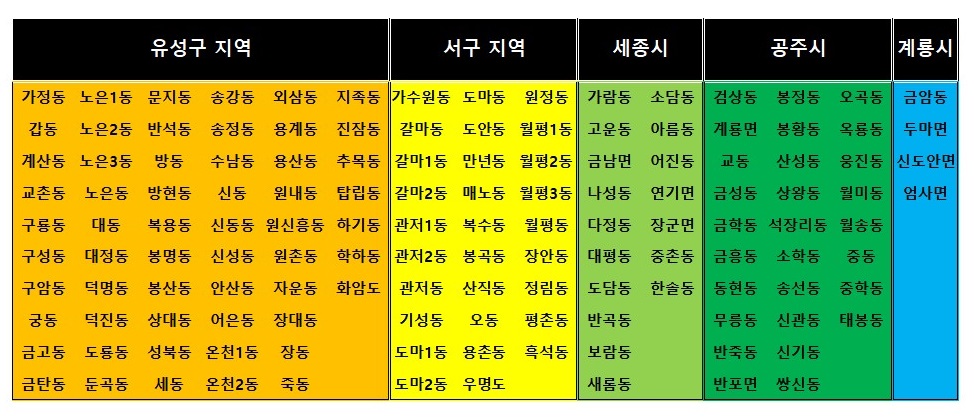 유성구 지역 서구 지역 세종시 공주시 계룡시
가정동 노은1동 문지동 송강동 외삼동 지족동 가수원동 도마동 원정동 가람동 소담동 검상동 봉정동 오곡동 금암동
갑동 노은2동 반석동 송정동 용계동 진잠동 갈마동 도안동 월평1동 고운동 아름동 계룡면 봉황동 옥룡동 두마면
계산동 노은3동 방동 수남동 용산동 추목동 갈마1동 만년동 월평2동 금남면 어진동 교동 산성동 웅진동 신도안면
교촌동 노은동 방현동 신동 원내동 탑립동 갈마2동 매노동 월평3동 나성동 연기면 금성동 상왕동 월미동 엄사면
구룡동 대동 복용동 신동동 원신흥동 하기동 관저1동 복수동 월평동 다정동 장군면 금학동 석장리동 월송동
구성동 대정동 봉명동 신성동 원촌동 학하동 관저2동 봉곡동 장안동 대평동 중촌동 금흥동 소학동 중동
구암동 덕명동 봉산동 안산동 자운동 화암도 관저동 산직동 정림동 도담동 한솔동 동현동 송선동 중학동
궁동 덕진동 상대동 어은동 장대동 기성동 오동 평촌동 반곡동 무릉동 신관동 태봉동
금고동 도룡동 성북동 온천1동 장동 도마1동 용촌동 흑석동 보람동 반죽동 신기동
금탄동 둔곡동 세동 온천2동 죽동 도마2동 우명도 새롬동 반포면 쌍신동